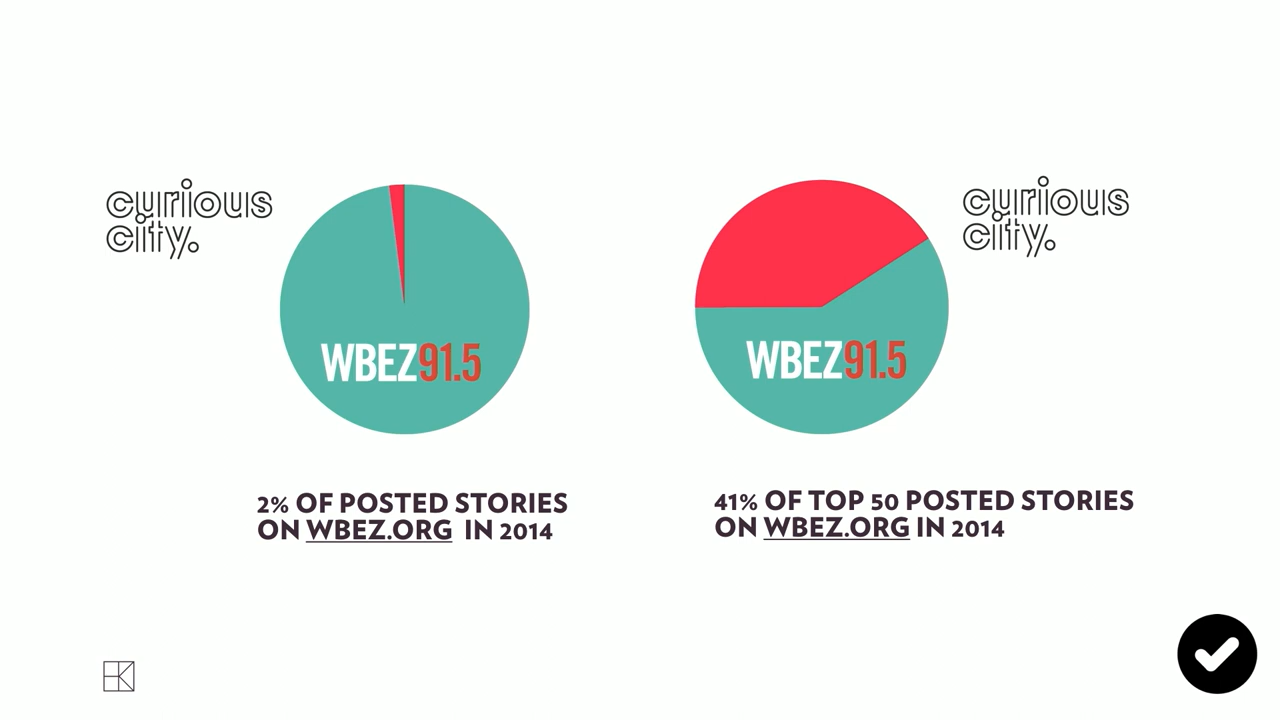 curious
city.
WBEZ91.5
2% OF POSTED STORIES
ON WBEZ.ORG IN 2014
curious
city.
WBEZ91.5
41% OF TOP 50 POSTED STORIES
ON WBEZ.ORG IN 2014